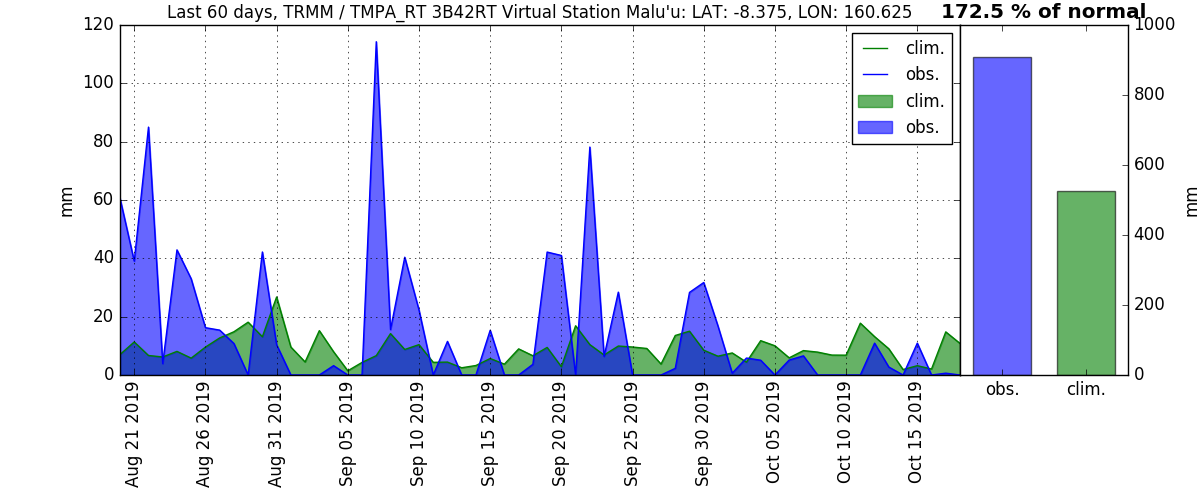 Last 60 days, TRMM / TMPA_RT 3B42RT Virtual Station Malu'u: LAT: -8.375, LON: 160.625
172.5 % of normal
120
100
80
60
40
20
0
mm
clim.
obs.
clim.
obs.
1000
800
600
400
200
0
mm
obs.
clim.
Aug 21 2019
Aug 26 2019
Aug 31 2019
Sep 05 2019
Sep 10 2019
Sep 15 2019
Sep 20 2019
Sep 25 2019
Sep 30 2019
Oct 05 2019
Oct 10 2019
Oct 15 2019